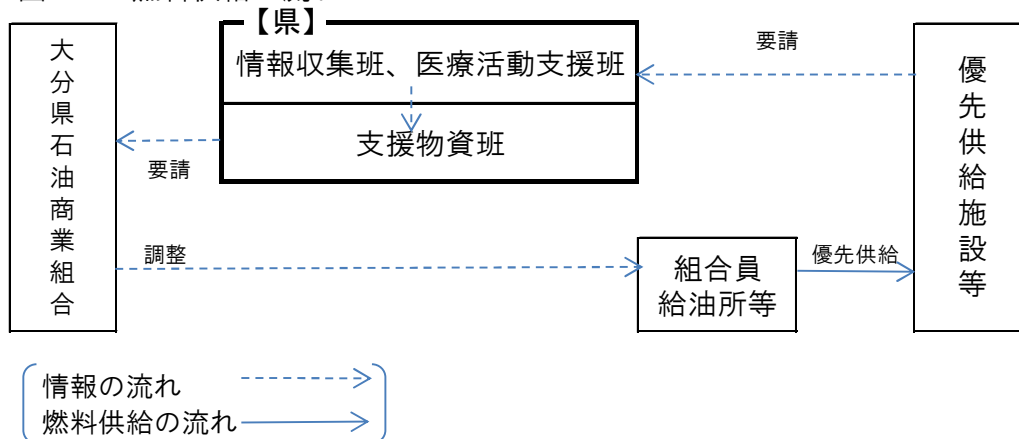 【県】
大分県石油商業組合
情報収集班、医療活動支援班
要請
優先供給施設等
支援物資班
要請
調整
組合員
給油所等
優先供給
情報の流れ
燃料供給の流れ